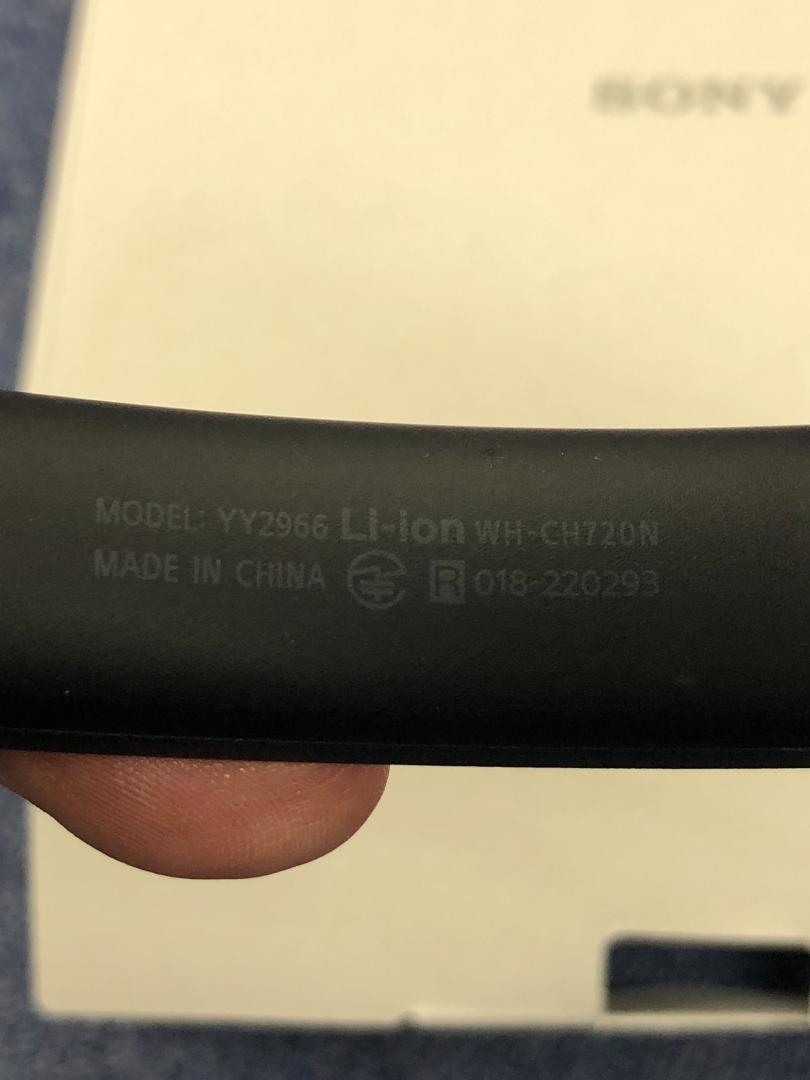 SONY
MODEL: YY2966 Li-ion WH-CH720N
MADE IN CHINA R 018-220293